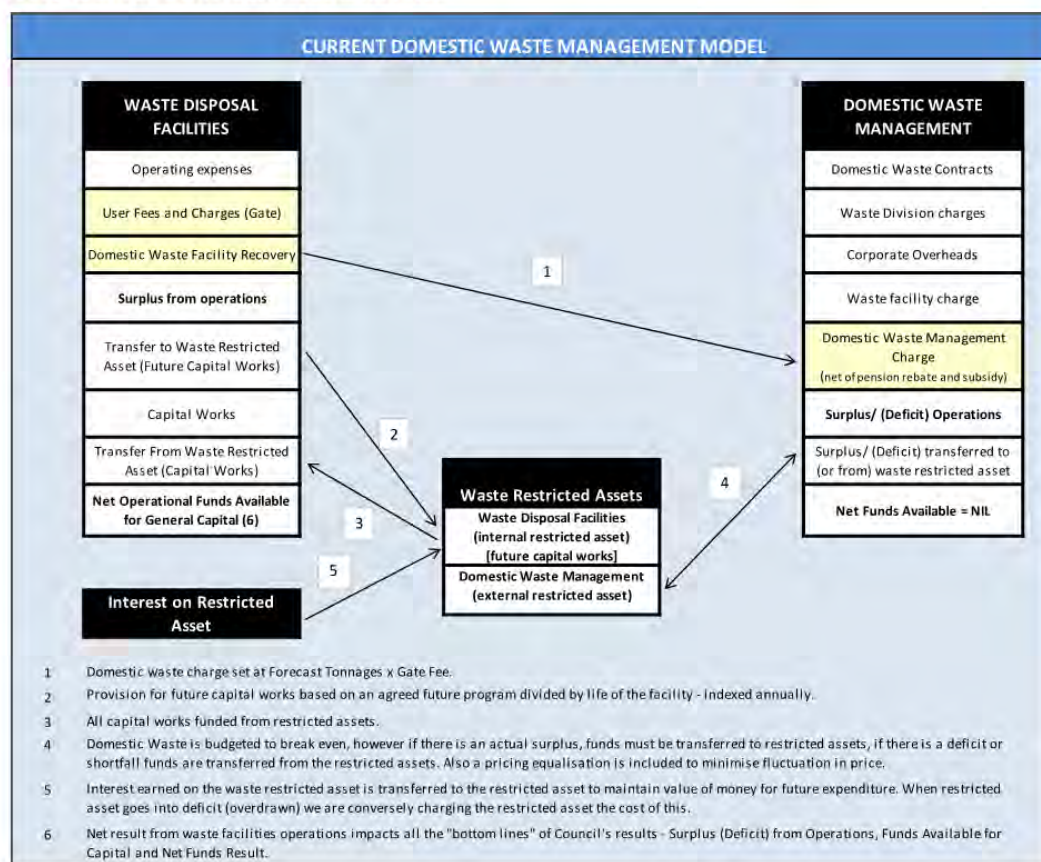 CURRENT DOMESTIC WASTE MANAGEMENT MODEL
WASTE DISPOSAL
FACILITIES
Operating expenses
User Fees and Charges (Gate)
Domestic Waste Facility Recovery
Surplus from operations
Transfer to Waste Restricted
Asset (Future Capital Works)
Capital Works
Transfer From Waste Restricted
Asset (Capital Works)
Net Operational Funds Available
for General Capital (6)
Interest on Restricted
Asset
1
2
3
5
4
Waste Restricted Assets
Waste Disposal Facilities
(internal restricted asset)
[future capital works]
Domestic Waste Management
(external restricted asset)
DOMESTIC WASTE
MANAGEMENT
Domestic Waste Contracts
Waste Division charges
Corporate Overheads
Waste facility charge
Domestic Waste Management
Charge
(net of pension rebate and subsidy)
Surplus/ (Deficit) Operations
Surplus/ (Deficit) transferred to
(or from) waste restricted asset
Net Funds Available = NIL
1 Domestic waste charge set at Forecast Tonnages x Gate Fee.
2 Provision for future capital works based on an agreed future program divided by life of the facility - indexed annually.
3 All capital works funded from restricted assets.
4 Domestic Waste is budgeted to break even, however if there is an actual surplus, funds must be transferred to restricted assets, if there is a deficit or
shortfall funds are transferred from the restricted assets. Also a pricing equalisation is included to minimise fluctuation in price.
5 Interest earned on the waste restricted asset is transferred to the restricted asset to maintain value of money for future expenditure. When restricted
asset goes into deficit (overdrawn) we are conversely charging the restricted asset the cost of this.
6 Net result from waste facilities operations impacts all the "bottom lines" of Council's results - Surplus (Deficit) from Operations, Funds Available for
Capital and Net Funds Result.